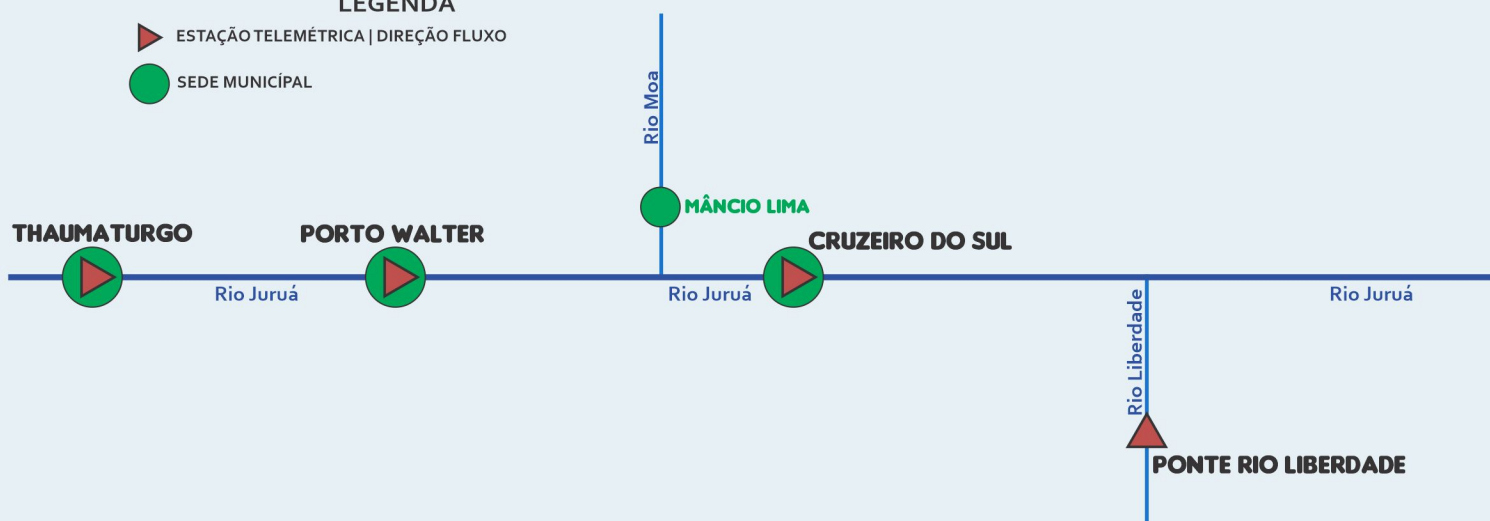 LEGENDA
ESTAÇÃO TELEMÉTRICA | DIREÇÃO FLUXO
SEDE MUNICÍPAL
Rio Moa
MÂNCIO LIMA
THAUMATURGO
PORTO WALTER
CRUZEIRO DO SUL
Rio Juruá
Rio Juruá
Rio Juruá
Rio Liberdade
PONTE RIO LIBERDADE